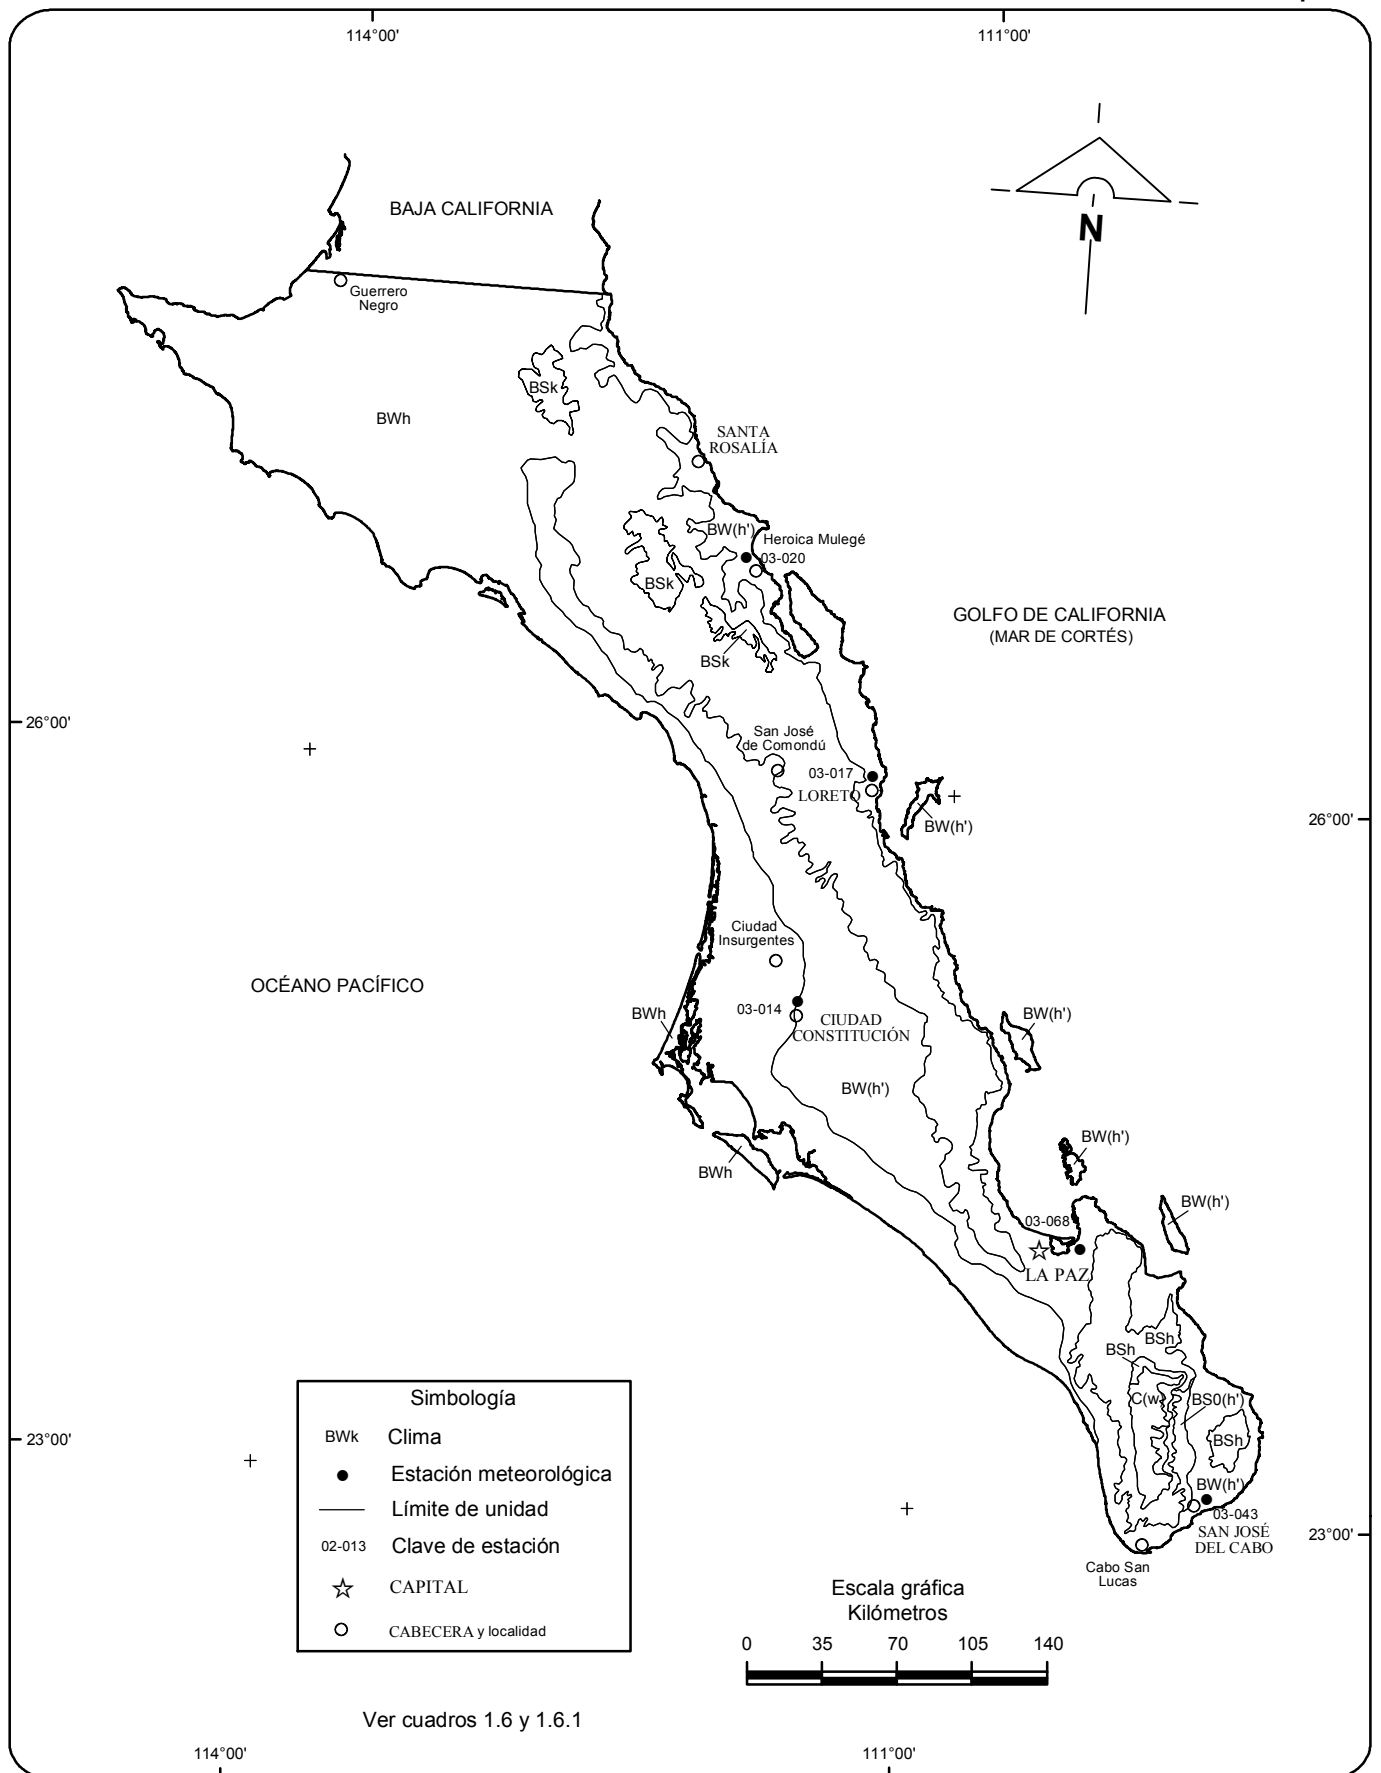 114°00'
111°00'
BAJA CALIFORNIA
N
Guerrero
Negro
BSk
BWh
SANTA
ROSALÍA
BW(h')
Heroica Mulegé
03-020
BSk
GOLFO DE CALIFORNIA
(MAR DE CORTÉS)
BSk
26°00'
San José
de Comondú
03-017
LORETO
BW(h')
26°00'
Ciudad
Insurgentes
OCÉANO PACÍFICO
BWh
03-014
CIUDAD
CONSTITUCIÓN
BW(h')
BW(h')
BW(h')
BWh
BW(h')
03-068
LA PAZ
BSh
BSh
C(w)
BS0(h')
BSh
BW(h')
03-043
SAN JOSÉ
DEL CABO
Cabo San
Lucas
23°00'
23°00'
Simbología
BWk Clima
Estación meteorológica
Límite de unidad
02-013 Clave de estación
CAPITAL
CABECERA y localidad
Escala gráfica
Kilómetros
0 35 70 105 140
Ver cuadros 1.6 y 1.6.1
114°00'
111°00'